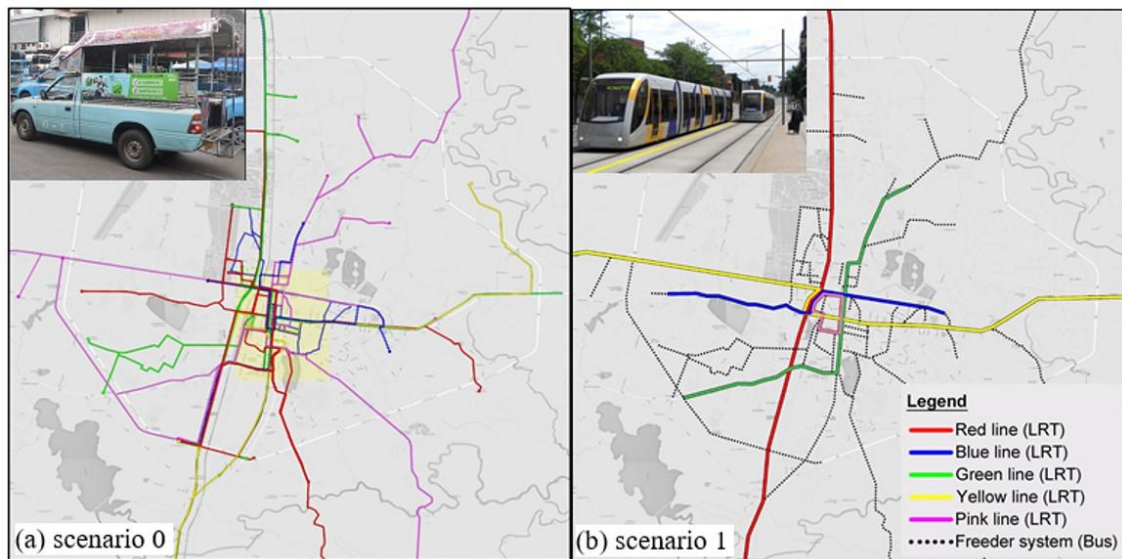 (a) scenario 0
(b) scenario 1
Legend
Red line (LRT)
Blue line (LRT)
Green line (LRT)
Yellow line (LRT)
Pink line (LRT)
Freeder system (Bus)